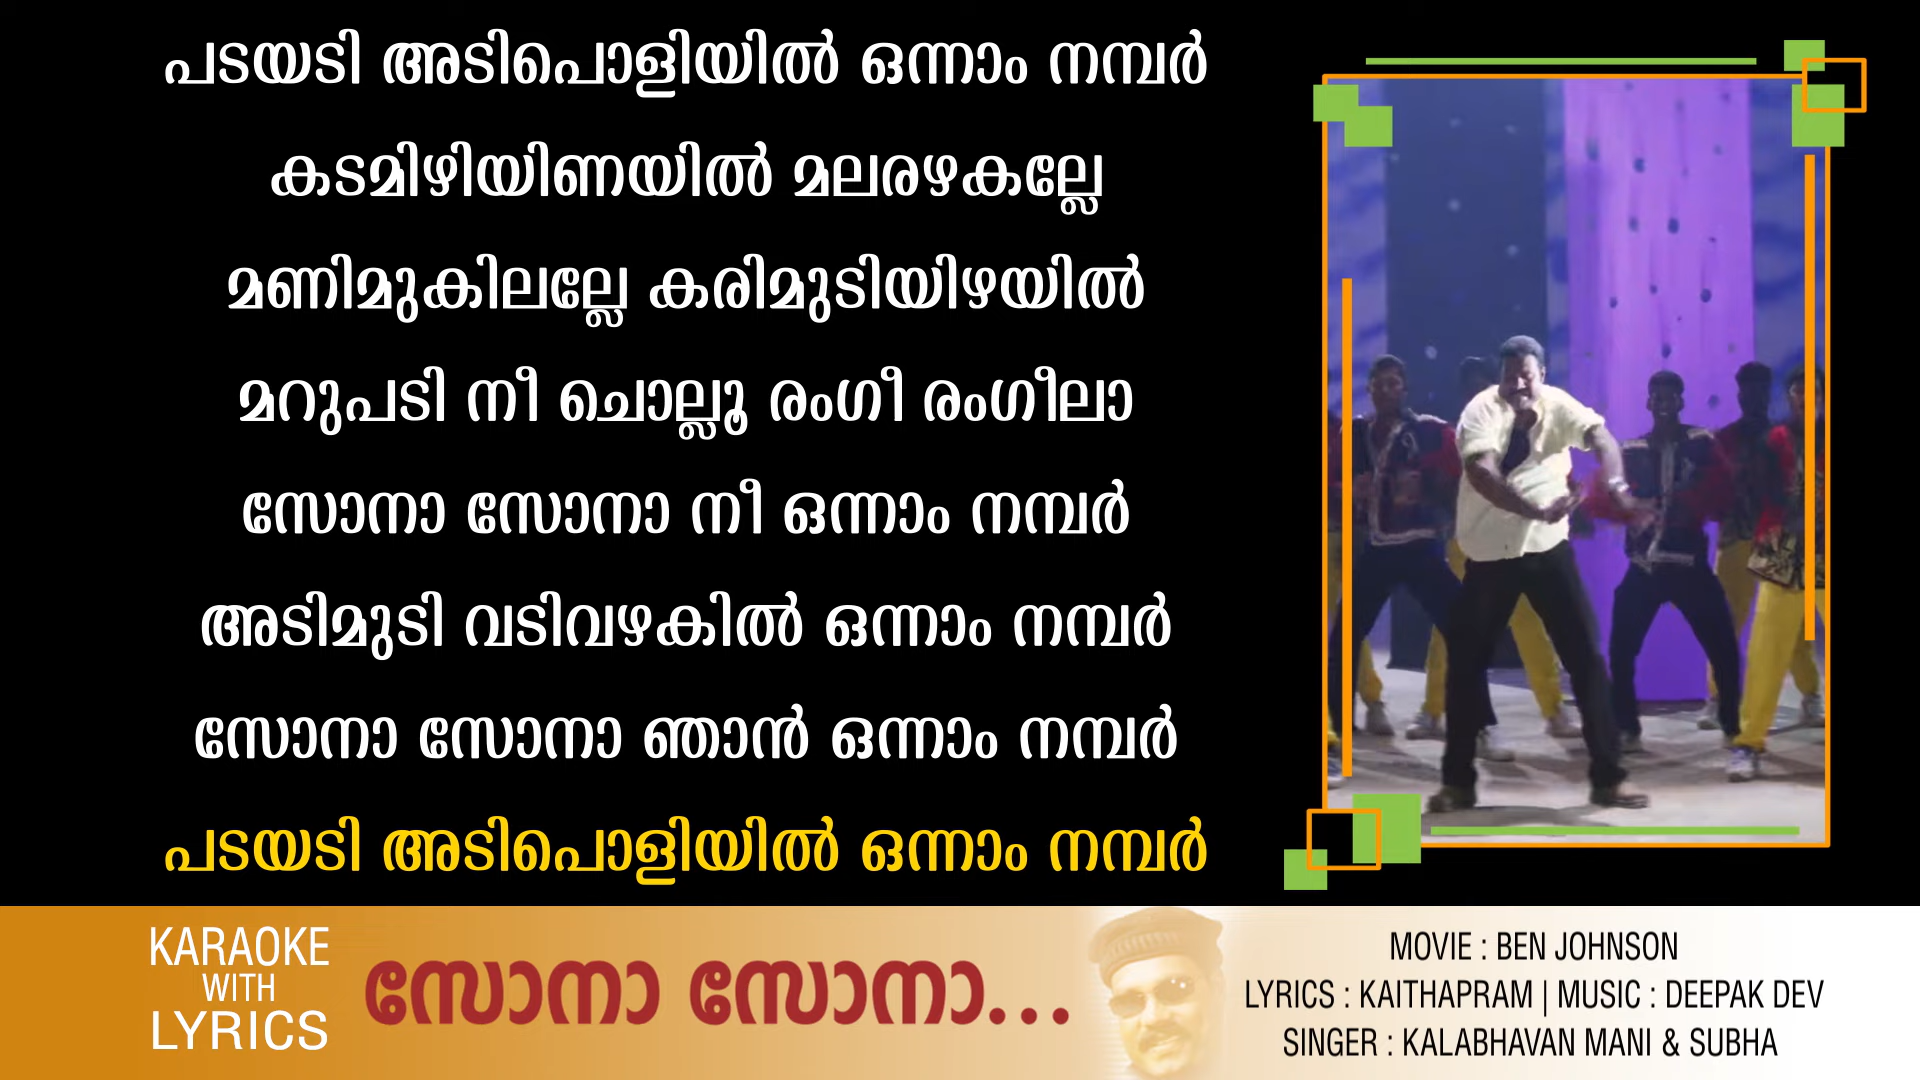 പടയടി അടിപൊളിയിൽ ഒന്നാം നമ്പർ
കടമിഴിയിണയിൽ മലരഴകല്ലേ
മണിമുകിലല്ലേ കരിമുടിയിഴയിൽ
മറുപടി നീ ചൊല്ലൂ രംഗീ രംഗീലാ
സോനാ സോനാ നീ ഒന്നാം നമ്പർ
അടിമുടി വടിവഴകിൽ ഒന്നാം നമ്പർ
സോനാ സോനാ ഞാൻ ഒന്നാം നമ്പർ
പടയടി അടിപൊളിയിൽ ഒന്നാം നമ്പർ
KARAOKE
WITH
LYRICS
സോനാ സോനാ...
MOVIE : BEN JOHNSON
LYRICS : KAITHAPRAM | MUSIC : DEEPAK DEV
SINGER : KALABHAVAN MANI & SUBHA